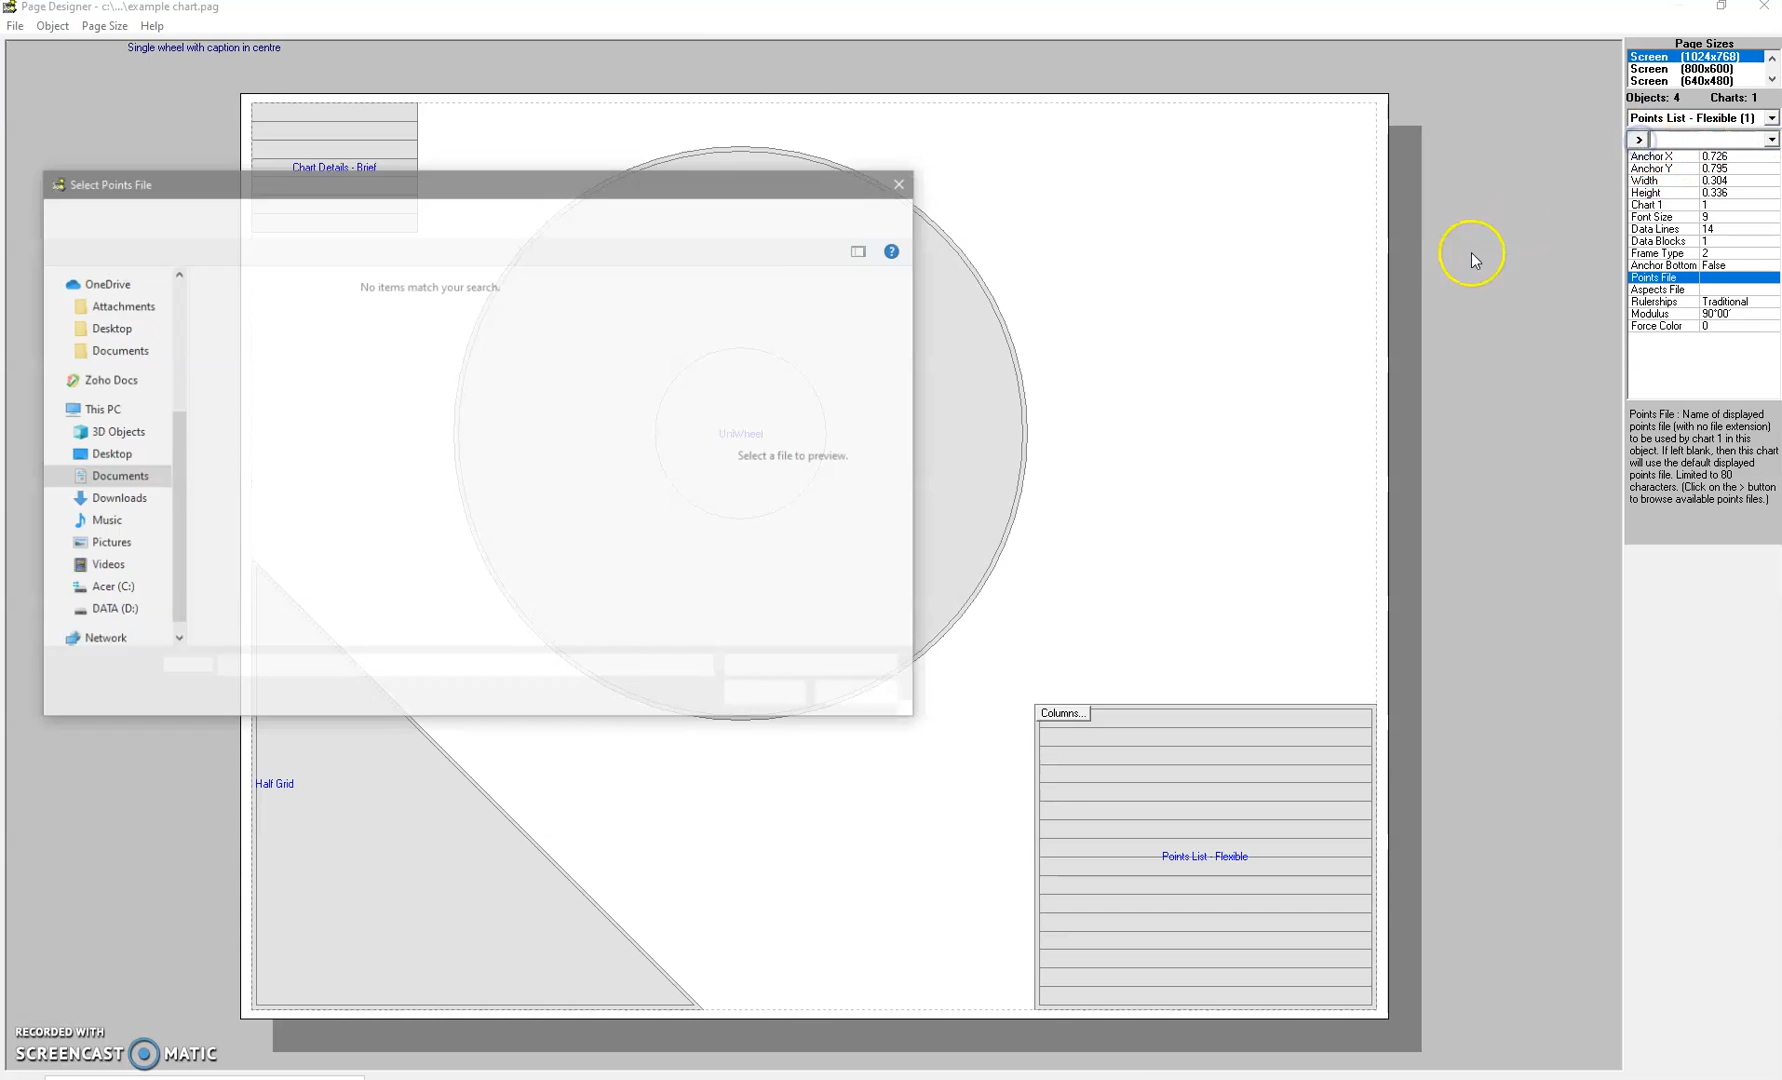 Page Designer - c:\...\example chart.pag
File Object Page Size Help
Single wheel with caption in centre
Chart Details - Brief
Select Points File
OneDrive
Attachments
Desktop
Documents
Zoho Docs
This PC
3D Objects
Desktop
Documents
Downloads
Music
Pictures
Videos
Acer (C:)
DATA (D:)
Network
No items match your search.
Select a file to preview.
UniWheel
Half Grid
Columns...
Points List - Flexible
Page Sizes
Screen (1024x768)
Screen (800x600)
Screen (640x480)
Objects: 4 Charts: 1
Points List - Flexible (1)
>
Anchor X 0.726
Anchor Y 0.795
Width 0.304
Height 0.336
Chart 1 1
Font Size 9
Data Lines 14
Data Blocks 1
Frame Type 2
Anchor Bottom False
Points File
Aspects File
Rulerships Traditional
Modulus 90°00'
Force Color 0
Points File : Name of displayed
points file (with no file extension)
to be used by chart 1 in this
object. If left blank, then this chart
will use the default displayed
points file. Limited to 80
characters. (Click on the > button
to browse available points files.)
RECORDED WITH
SCREENCAST MATIC